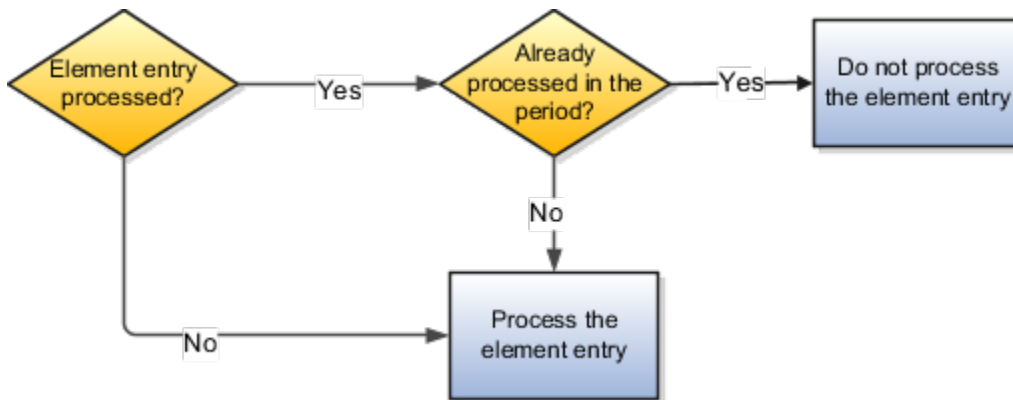 Element entry
processed?
Yes
Already
processed in the
period?
Yes
Do not process
the element entry
No
No
Process the
element entry